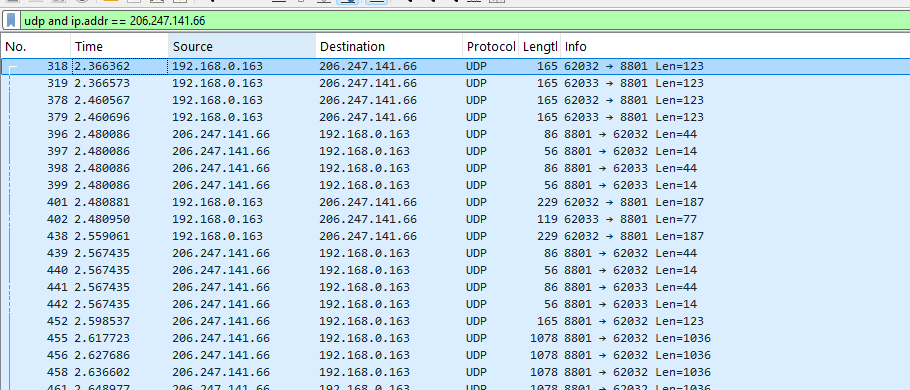 udp and ip.addr == 206.247.141.66
No. Time Source Destination Protocol Lengtl Info
318 2.366362 192.168.0.163 206.247.141.66 UDP 165 62032 → 8801 Len=123
319 2.366573 192.168.0.163 206.247.141.66 UDP 165 62033 → 8801 Len=123
378 2.460567 192.168.0.163 206.247.141.66 UDP 165 62032 → 8801 Len=123
379 2.460696 192.168.0.163 206.247.141.66 UDP 165 62033 → 8801 Len=123
396 2.480086 206.247.141.66 192.168.0.163 UDP 86 8801 → 62032 Len=44
397 2.480086 206.247.141.66 192.168.0.163 UDP 56 8801 → 62032 Len=14
398 2.480086 206.247.141.66 192.168.0.163 UDP 86 8801 → 62033 Len=44
399 2.480086 206.247.141.66 192.168.0.163 UDP 56 8801 → 62033 Len=14
401 2.480881 192.168.0.163 206.247.141.66 UDP 229 62032 → 8801 Len=187
402 2.480950 192.168.0.163 206.247.141.66 UDP 119 62033 → 8801 Len=77
438 2.559061 192.168.0.163 206.247.141.66 UDP 229 62032 → 8801 Len=187
439 2.567435 206.247.141.66 192.168.0.163 UDP 86 8801 → 62032 Len=44
440 2.567435 206.247.141.66 192.168.0.163 UDP 56 8801 → 62032 Len=14
441 2.567435 206.247.141.66 192.168.0.163 UDP 86 8801 → 62033 Len=44
442 2.567435 206.247.141.66 192.168.0.163 UDP 56 8801 → 62033 Len=14
452 2.598537 206.247.141.66 192.168.0.163 UDP 165 8801 → 62032 Len=123
455 2.617723 206.247.141.66 192.168.0.163 UDP 1078 8801 → 62032 Len=1036
456 2.627686 206.247.141.66 192.168.0.163 UDP 1078 8801 → 62032 Len=1036
458 2.636602 206.247.141.66 192.168.0.163 UDP 1078 8801 → 62032 Len=1036
461 2.648977 206.247.141.66 192.168.0.163 UDP 1078 8801 → 62032 Len=1036